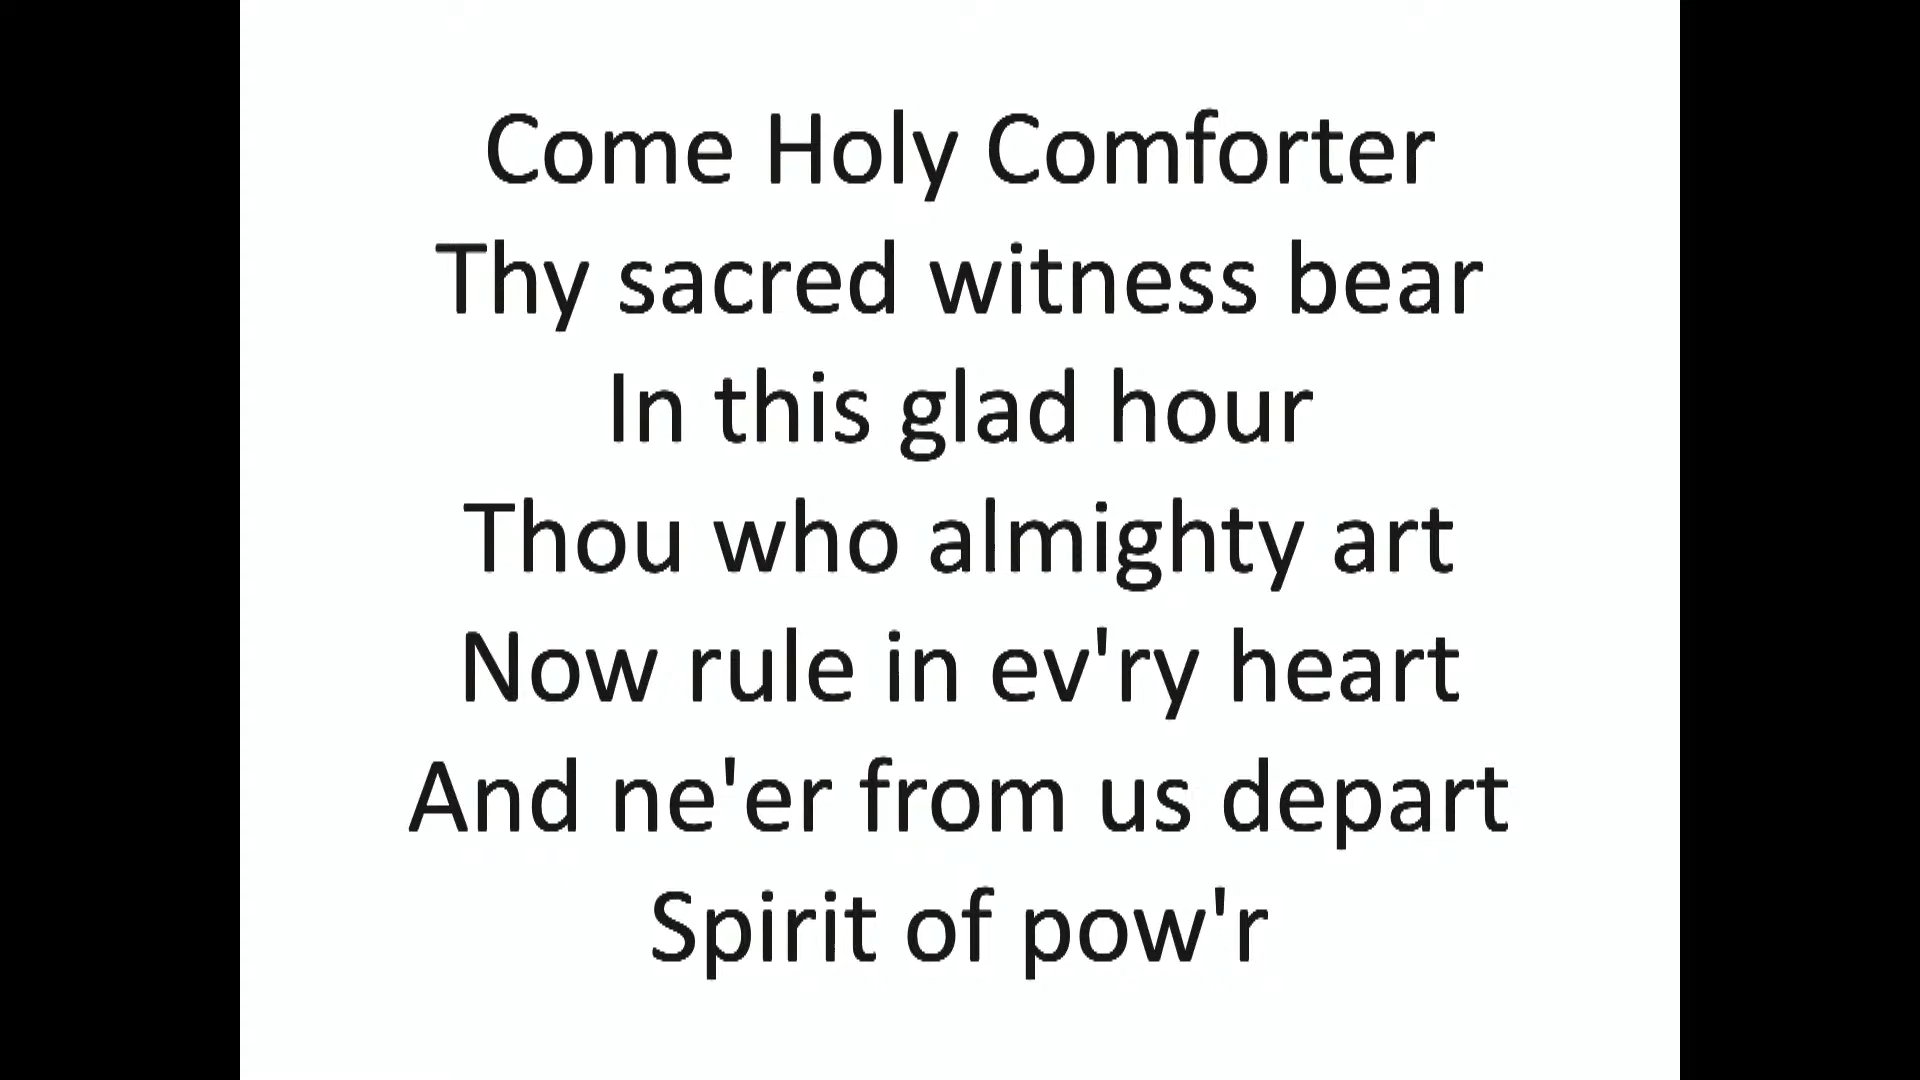 Come Holy Comforter
Thy sacred witness bear
In this glad hour
Thou who almighty art
Now rule in ev'ry heart
And ne'er from us depart
Spirit of pow'r